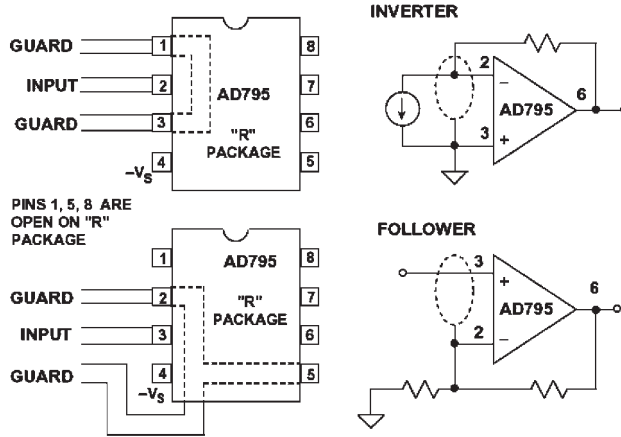 GUARD
INPUT
GUARD
1
2
3
4
–VS
AD795
"R"
PACKAGE
8
7
6
5
INVERTER
2
–
3
+
AD795
6
PINS 1, 5, 8 ARE
OPEN ON "R"
PACKAGE
GUARD
INPUT
GUARD
1
2
3
4
–VS
AD795
"R"
PACKAGE
8
7
6
5
FOLLOWER
3
+
2
–
AD795
6